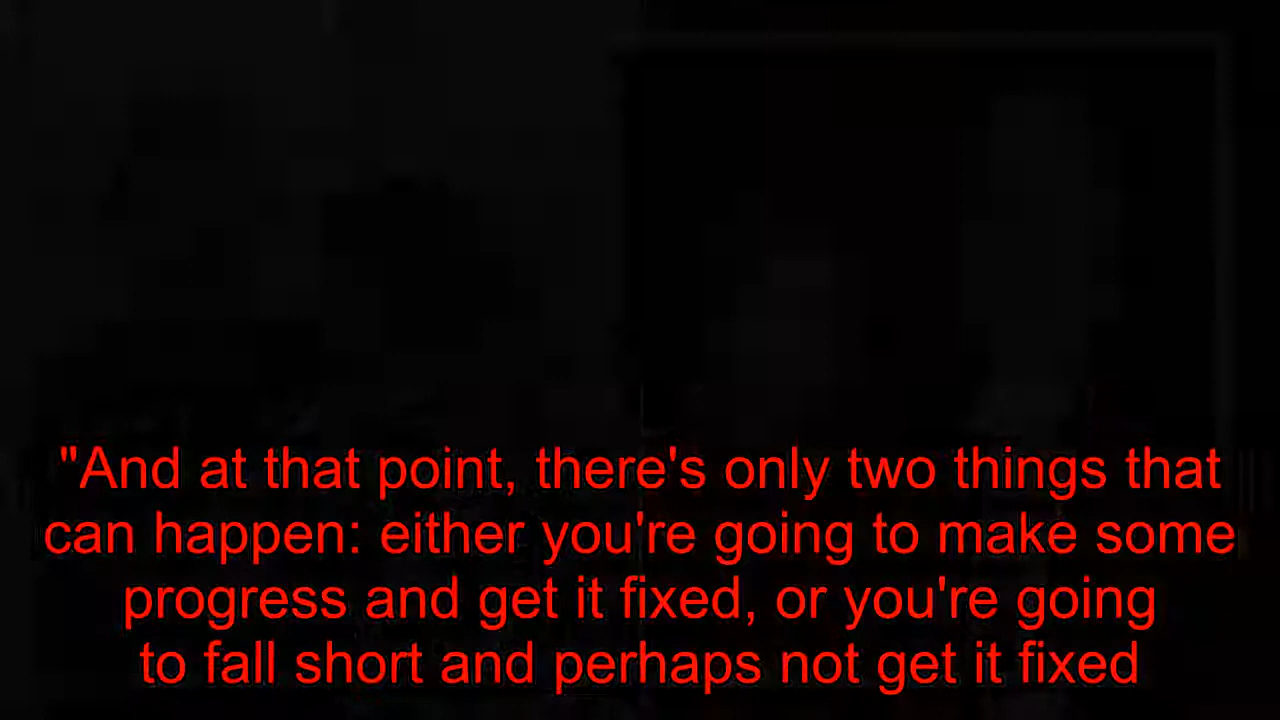 "And at that point, there's only two things that
can happen: either you're going to make some
progress and get it fixed, or you're going
to fall short and perhaps not get it fixed